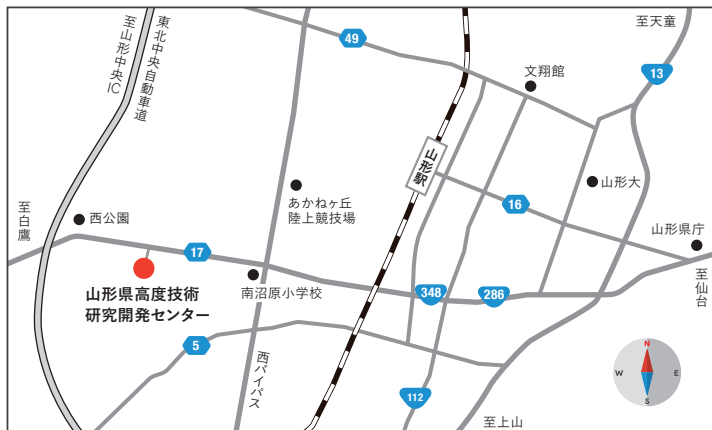 至山形中央IC
東北中央自動車道
49
至天童
13
文翔館
山形駅
山形大
16
あかねヶ丘
陸上競技場
至白鷹
西公園
17
山形県庁
至仙台
山形県高度技術
研究開発センター
南沼原小学校
348
286
5
西バイパス
112
至上山
N
W
E
S